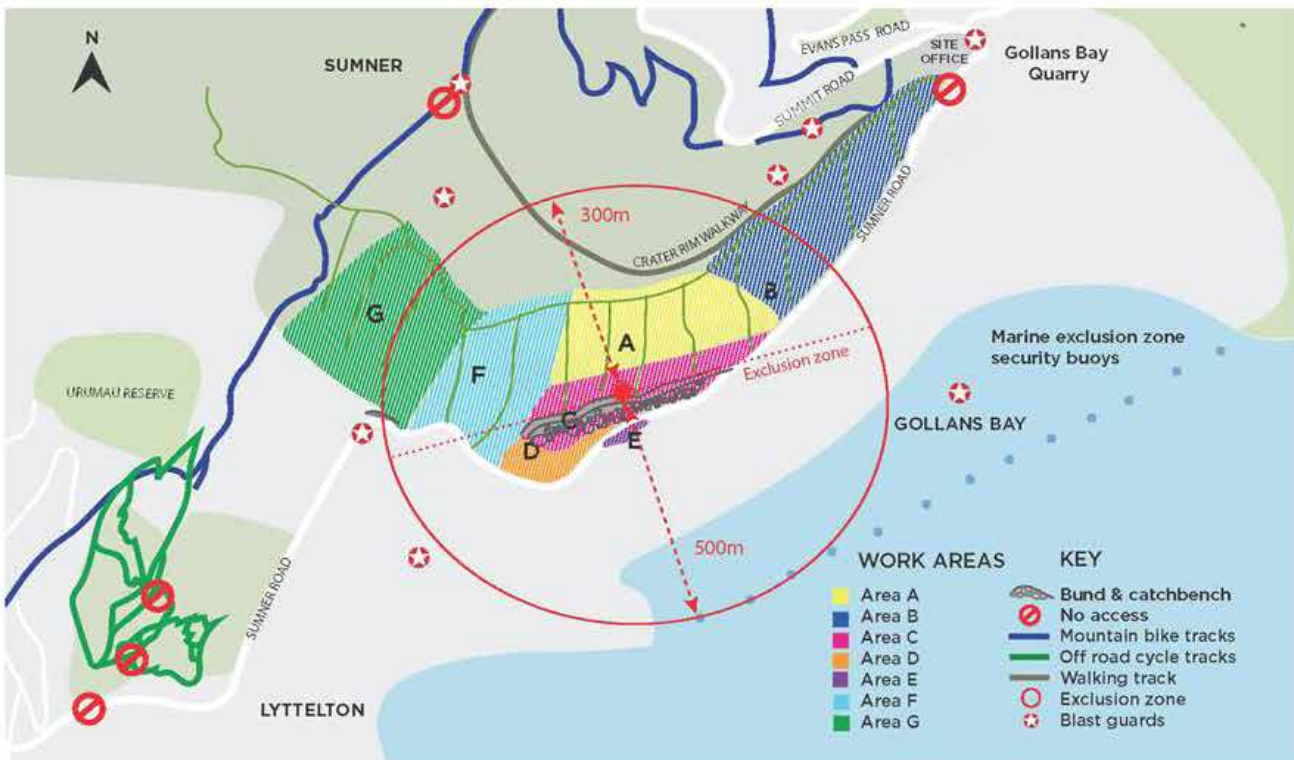 N
SUMNER
EVANS PASS ROAD
SITE
OFFICE
Gollans Bay
Quarry
SUMMIT ROAD
300m
CRATER RIM WALKWAY
SUMNER ROAD
B
G
A
Marine exclusion zone
security buoys
Exclusion zone
F
URUMAU RESERVE
C
GOLLANS BAY
D
E
500m
SUMNER ROAD
LYTTELTON
WORK AREAS
Area A
Area B
Area C
Area D
Area E
Area F
Area G
KEY
Bund & catchbench
No access
Mountain bike tracks
Off road cycle tracks
Walking track
Exclusion zone
Blast guards